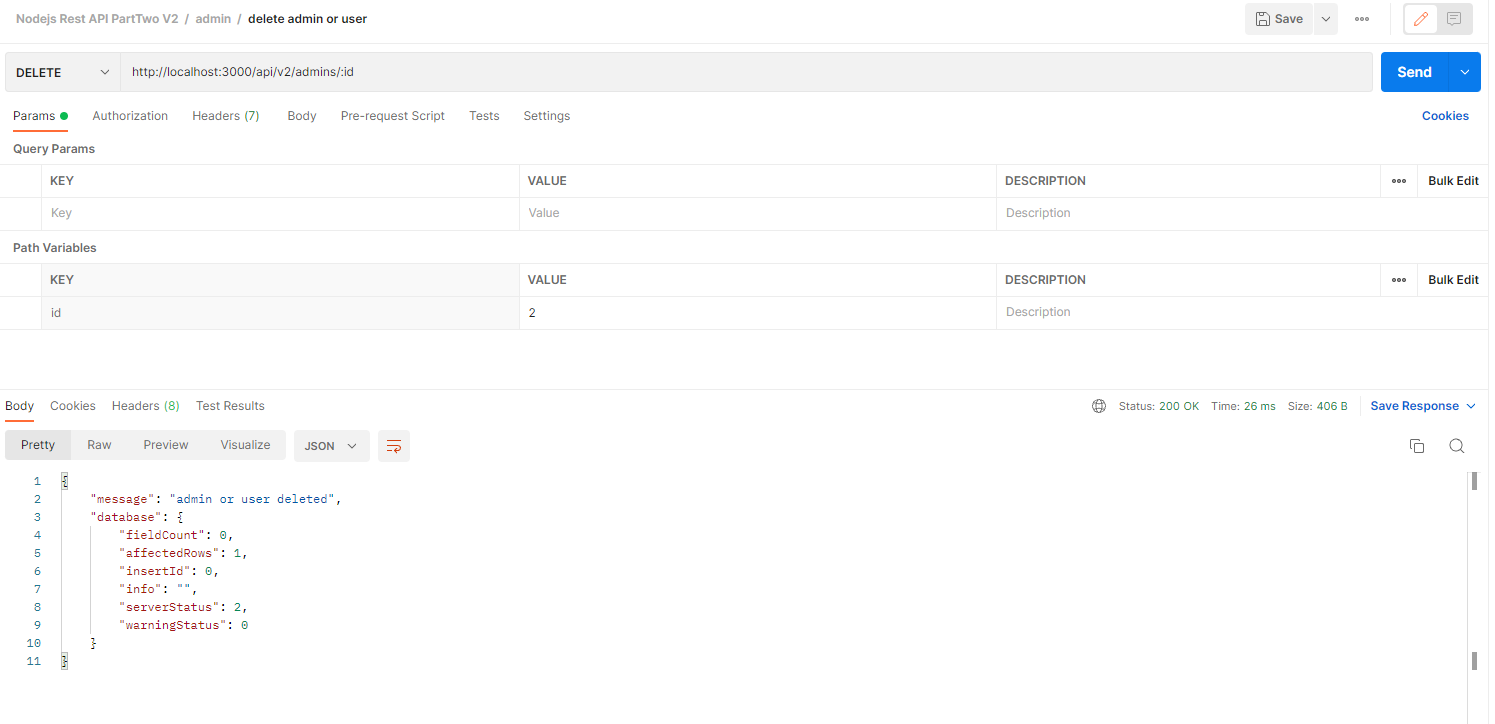 Nodejs Rest API PartTwo V2 / admin / delete admin or user Save
DELETE http://localhost:3000/api/v2/admins/:id Send
Params Authorization Headers (7) Body Pre-request Script Tests Settings Cookies
Query Params
KEY VALUE DESCRIPTION Bulk Edit
Key Value Description
Path Variables
KEY VALUE DESCRIPTION Bulk Edit
id 2 Description
Body Cookies Headers (8) Test Results Status: 200 OK Time: 26 ms Size: 406 B Save Response
Pretty Raw Preview Visualize JSON
1 {
2 "message": "admin or user deleted",
3 "database": {
4 "fieldCount": 0,
5 "affectedRows": 1,
6 "insertId": 0,
7 "info": "",
8 "serverStatus": 2,
9 "warningStatus": 0
10 }
11 }